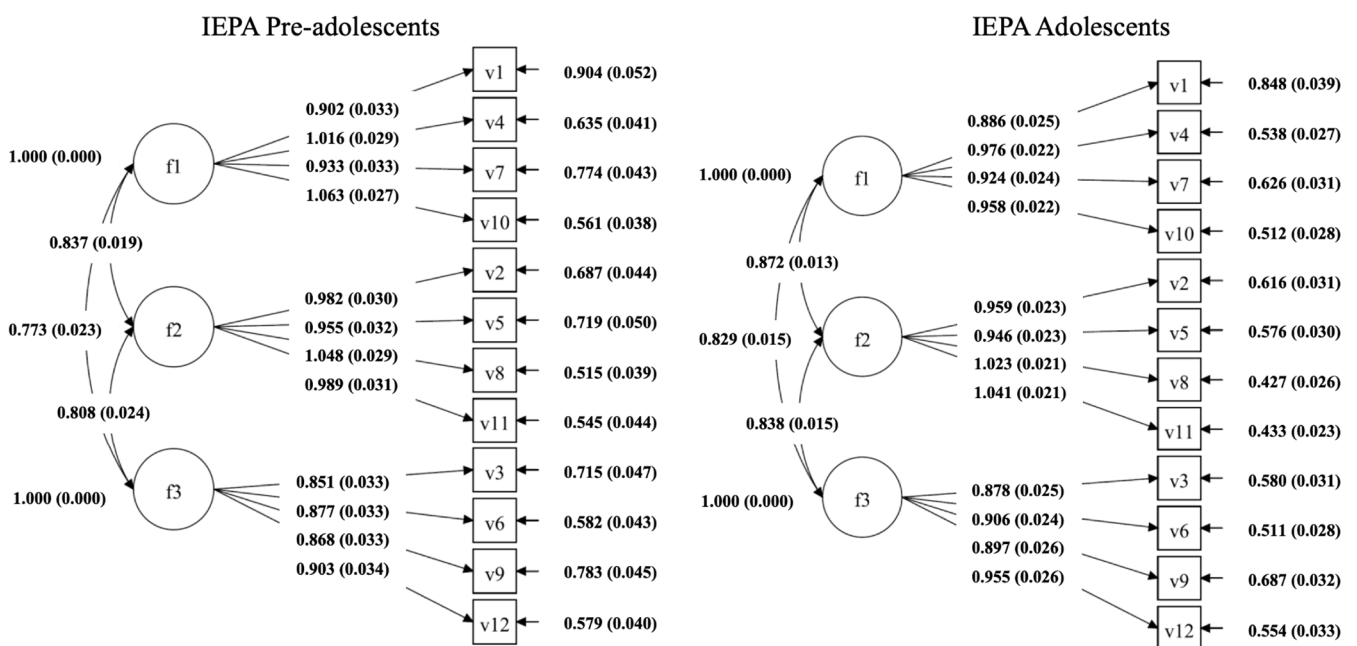 IEPA Pre-adolescents
v1
0.904 (0.052)
0.902 (0.033)
v4
0.635 (0.041)
1.016 (0.029)
1.000 (0.000)
f1
0.933 (0.033)
v7
0.774 (0.043)
1.063 (0.027)
v10
0.561 (0.038)
0.837 (0.019)
v2
0.687 (0.044)
0.982 (0.030)
0.773 (0.023)
f2
0.955 (0.032)
v5
0.719 (0.050)
1.048 (0.029)
v8
0.515 (0.039)
0.989 (0.031)
0.808 (0.024)
v11
0.545 (0.044)
v3
0.715 (0.047)
0.851 (0.033)
1.000 (0.000)
f3
0.877 (0.033)
v6
0.582 (0.043)
0.868 (0.033)
v9
0.783 (0.045)
0.903 (0.034)
v12
0.579 (0.040)
IEPA Adolescents
v1
0.848 (0.039)
0.886 (0.025)
v4
0.538 (0.027)
0.976 (0.022)
1.000 (0.000)
f1
0.924 (0.024)
v7
0.626 (0.031)
0.958 (0.022)
v10
0.512 (0.028)
0.872 (0.013)
v2
0.616 (0.031)
0.959 (0.023)
0.829 (0.015)
f2
0.946 (0.023)
v5
0.576 (0.030)
1.023 (0.021)
v8
0.427 (0.026)
1.041 (0.021)
0.838 (0.015)
v11
0.433 (0.023)
v3
0.580 (0.031)
0.878 (0.025)
1.000 (0.000)
f3
0.906 (0.024)
v6
0.511 (0.028)
0.897 (0.026)
v9
0.687 (0.032)
0.955 (0.026)
v12
0.554 (0.033)